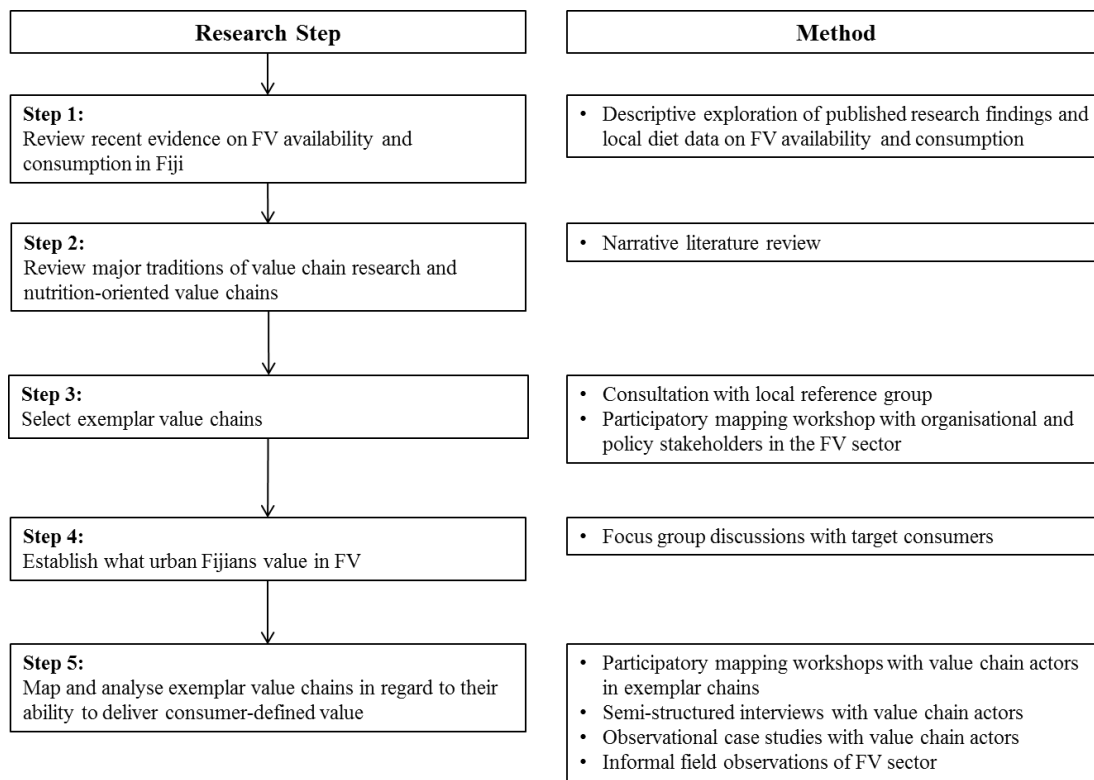 Research Step
Method
Step 1:
Review recent evidence on FV availability and
consumption in Fiji
• Descriptive exploration of published research findings and
local diet data on FV availability and consumption
Step 2:
Review major traditions of value chain research and
nutrition-oriented value chains
• Narrative literature review
Step 3:
Select exemplar value chains
• Consultation with local reference group
• Participatory mapping workshop with organisational and
policy stakeholders in the FV sector
Step 4:
Establish what urban Fijians value in FV
• Focus group discussions with target consumers
Step 5:
Map and analyse exemplar value chains in regard to their
ability to deliver consumer-defined value
• Participatory mapping workshops with value chain actors
in exemplar chains
• Semi-structured interviews with value chain actors
• Observational case studies with value chain actors
• Informal field observations of FV sector